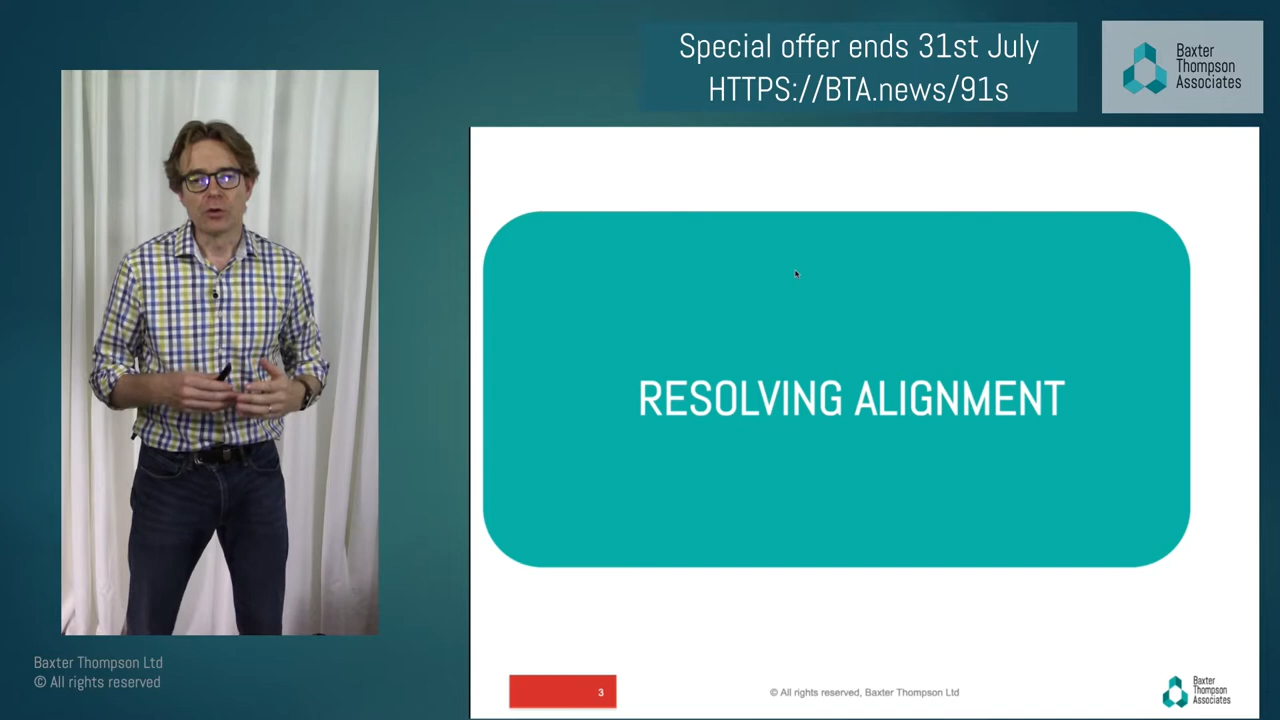 Special offer ends 31st July
HTTPS://BTA.news/91s
Baxter
Thompson
Associates
RESOLVING ALIGNMENT
Baxter Thompson Ltd
© All rights reserved
3
© All rights reserved, Baxter Thompson Ltd
Baxter
Thompson
Associates